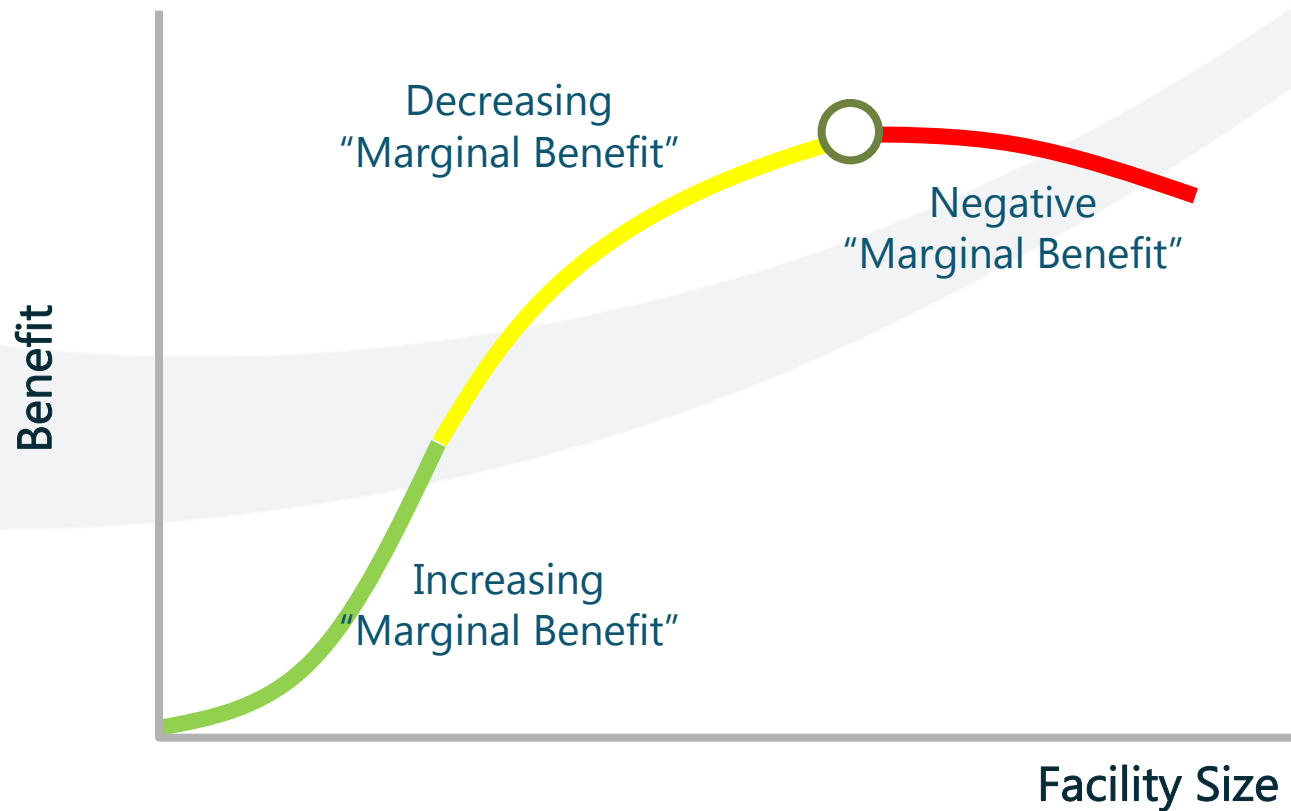 Decreasing
“Marginal Benefit”
Negative
“Marginal Benefit”
Benefit
Increasing
“Marginal Benefit”
Facility Size